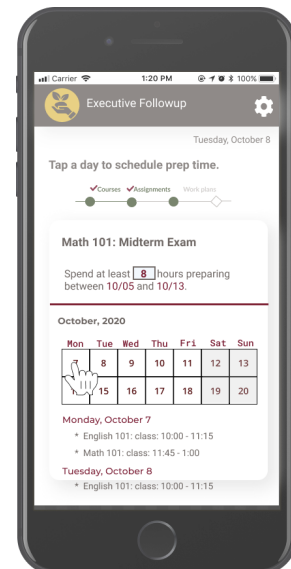 Carrier 1:20 PM 100%
Executive Followup
Tuesday, October 8
Tap a day to schedule prep time.
Courses Assignments Work plans
Math 101: Midterm Exam
Spend at least 8 hours preparing
between 10/05 and 10/13.
October, 2020
Mon Tue Wed Thu Fri Sat Sun
7 8 9 10 11 12 13
15 16 17 18 19 20
Monday, October 7
* English 101: class: 10:00 - 11:15
* Math 101: class: 11:45 - 1:00
Tuesday, October 8
* English 101: class: 10:00 - 11:15